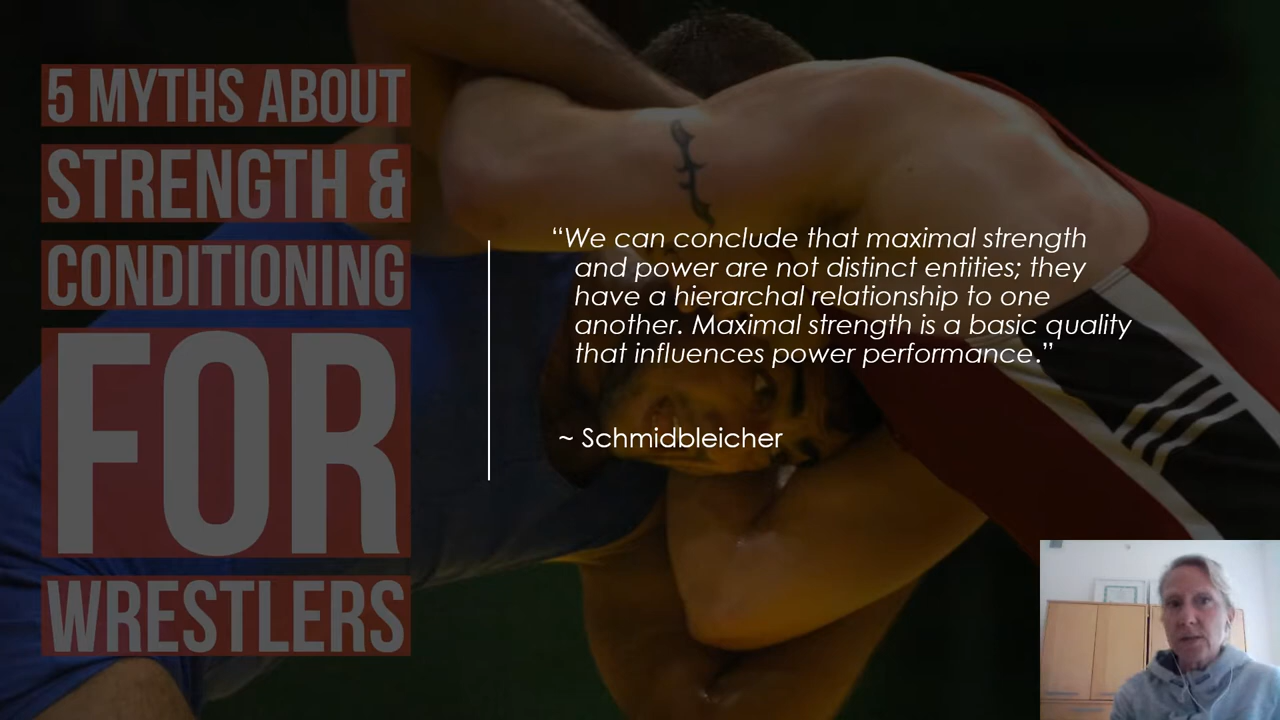 5 MYTHS ABOUT
STRENGTH &
CONDITIONING
FOR
WRESTLERS
“We can conclude that maximal strength
and power are not distinct entities; they
have a hierarchal relationship to one
another. Maximal strength is a basic quality
that influences power performance.”
~ Schmidbleicher